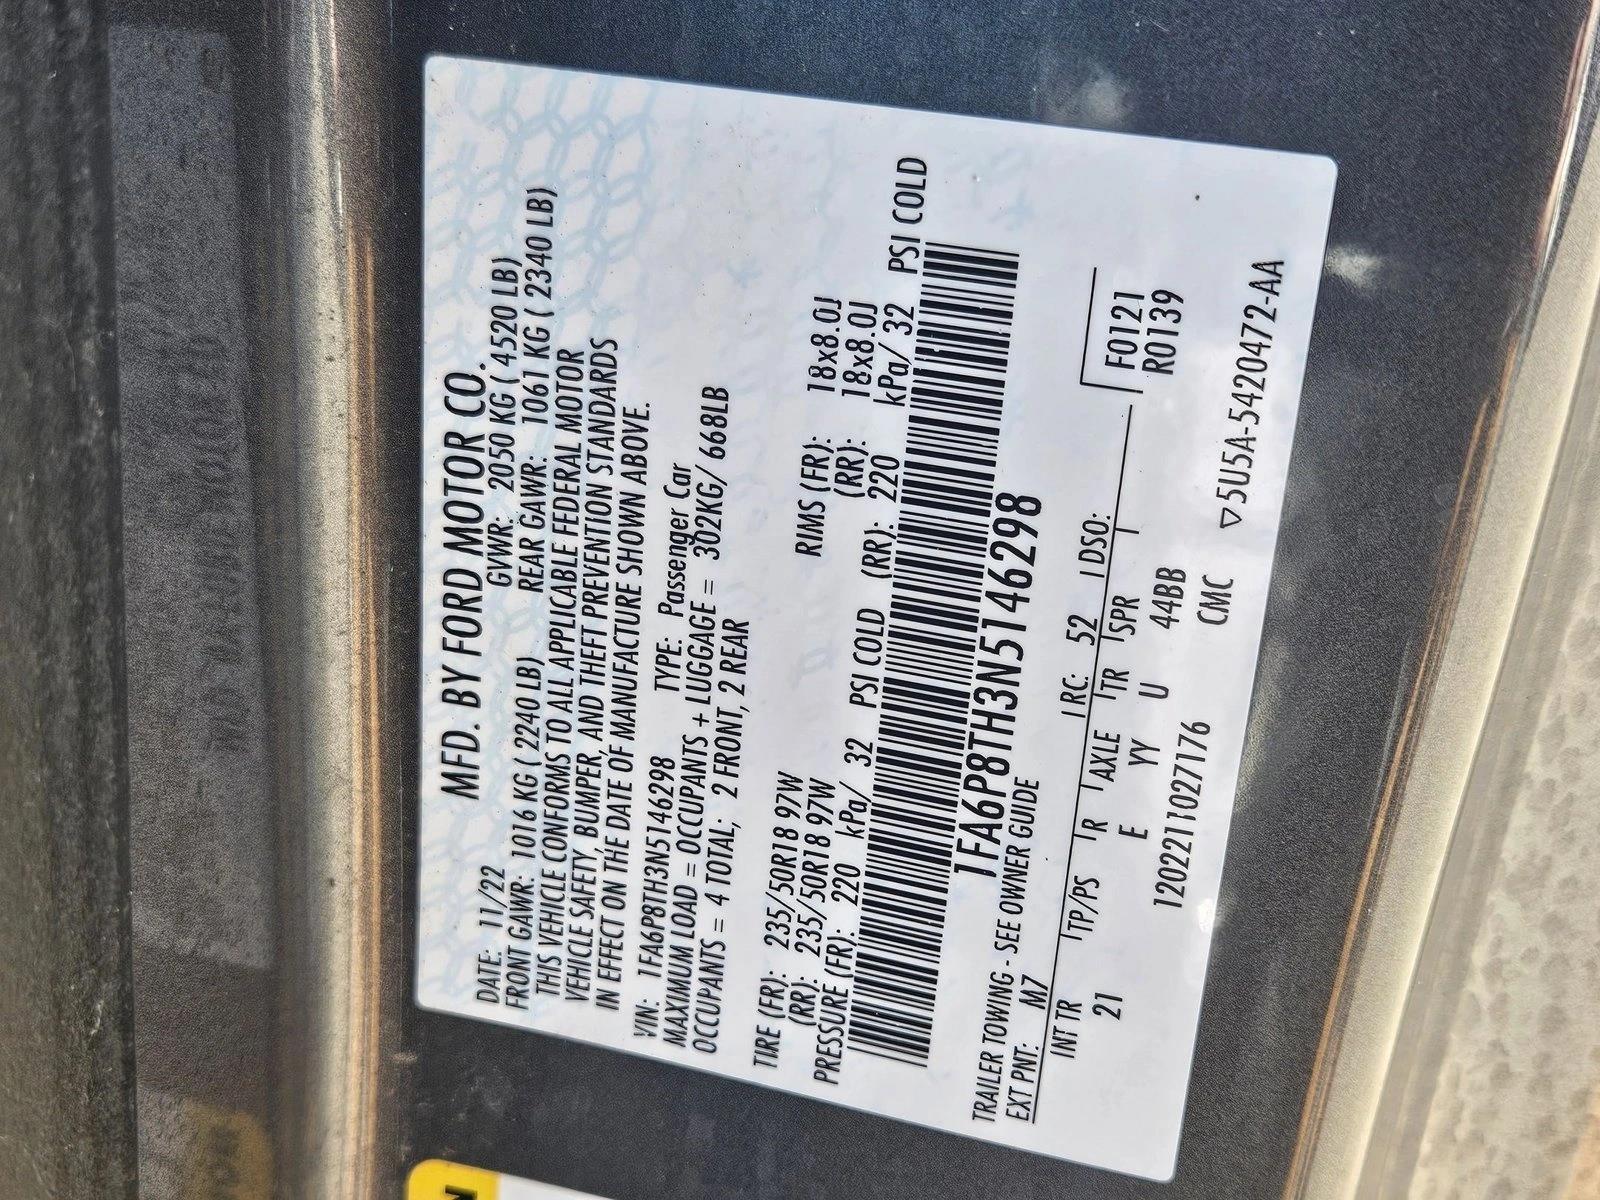 MFD. BY FORD MOTOR CO.
DATE: 11/22 GVWR: 2050 KG ( 4520 LB)
FRONT GAWR: 1016 KG ( 2240 LB) REAR GAWR: 1061 KG ( 2340 LB)
THIS VEHICLE CONFORMS TO ALL APPLICABLE FEDERAL MOTOR
VEHICLE SAFETY, BUMPER, AND THEFT PREVENTION STANDARDS
IN EFFECT ON THE DATE OF MANUFACTURE SHOWN ABOVE.
VIN: 1FA6P8TH3N5146298 TYPE: Passenger Car
MAXIMUM LOAD = OCCUPANTS + LUGGAGE = 302KG/ 668LB
OCCUPANTS = 4 TOTAL; 2 FRONT, 2 REAR
TIRE (FR): 235/50R18 97W RIMS (FR): 18x8.0J
(RR): 235/50R18 97W (RR): 18x8.0J
PRESSURE (FR): 220 kPa/ 32 PSI COLD (RR): 220 kPa/ 32 PSI COLD
1FA6P8TH3N5146298
TRAILER TOWING - SEE OWNER GUIDE
EXT PNT: M7 RC: 52 DSO:
INT TR TP/PS R AXLE TR SPR F0121
21 E YY U 44BB R0139
1202211027176 CMC ▽5U5A-5420472-AA
N